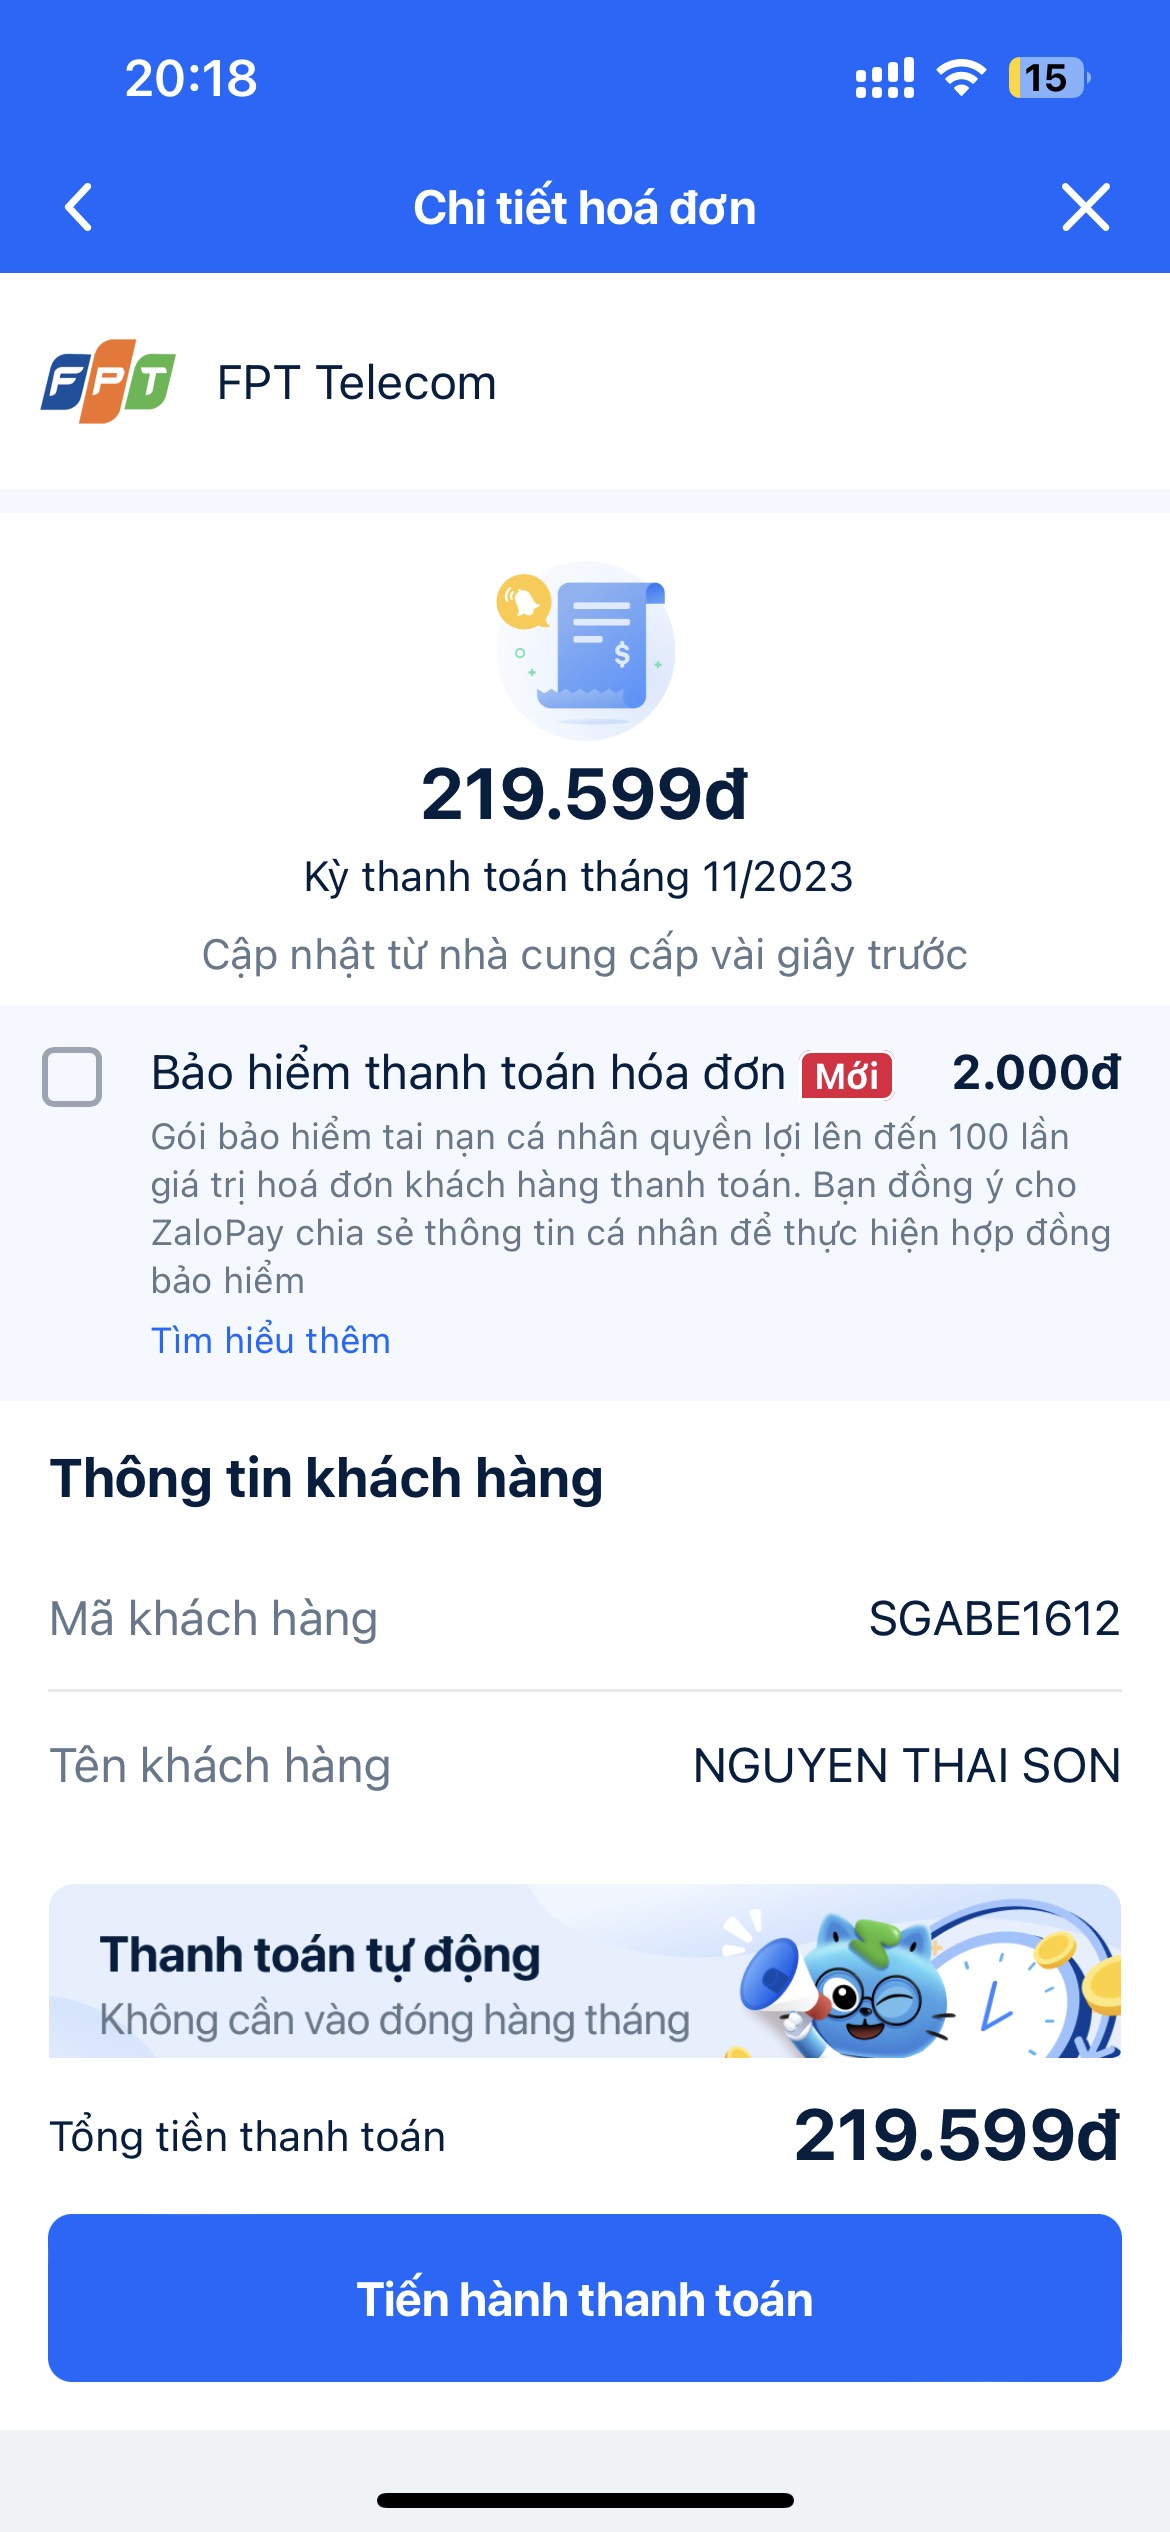 20:18
15
Chi tiết hoá đơn
FPT
FPT Telecom
$
219.599đ
Kỳ thanh toán tháng 11/2023
Cập nhật từ nhà cung cấp vài giây trước
Bảo hiểm thanh toán hóa đơn Mới 2.000đ
Gói bảo hiểm tai nạn cá nhân quyền lợi lên đến 100 lần
giá trị hoá đơn khách hàng thanh toán. Bạn đồng ý cho
ZaloPay chia sẻ thông tin cá nhân để thực hiện hợp đồng
bảo hiểm
Tìm hiểu thêm
Thông tin khách hàng
Mã khách hàng SGABE1612
Tên khách hàng NGUYEN THAI SON
Thanh toán tự động
Không cần vào đóng hàng tháng
Tổng tiền thanh toán 219.599đ
Tiến hành thanh toán